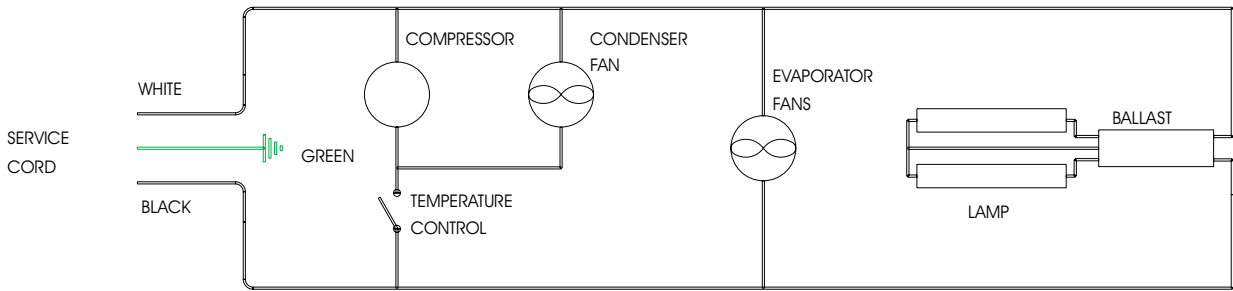 COMPRESSOR
CONDENSER
FAN
EVAPORATOR
FANS
WHITE
BALLAST
SERVICE
CORD
GREEN
BLACK
TEMPERATURE
CONTROL
LAMP